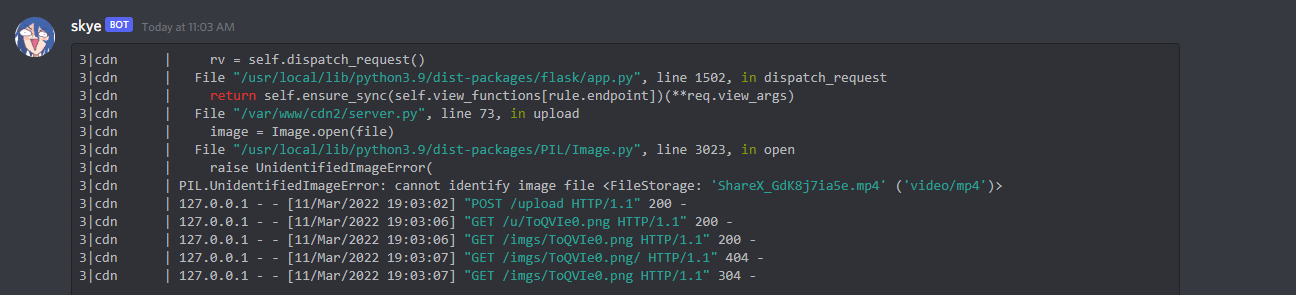 skye BOT Today at 11:03 AM
3|cdn      |     rv = self.dispatch_request()
3|cdn      |   File "/usr/local/lib/python3.9/dist-packages/flask/app.py", line 1502, in dispatch_request
3|cdn      |     return self.ensure_sync(self.view_functions[rule.endpoint])(**req.view_args)
3|cdn      |   File "/var/www/cdn2/server.py", line 73, in upload
3|cdn      |     image = Image.open(file)
3|cdn      |   File "/usr/local/lib/python3.9/dist-packages/PIL/Image.py", line 3023, in open
3|cdn      |     raise UnidentifiedImageError(
3|cdn      | PIL.UnidentifiedImageError: cannot identify image file <FileStorage: 'ShareX_GdK8j7ia5e.mp4' ('video/mp4')>
3|cdn      | 127.0.0.1 - - [11/Mar/2022 19:03:02] "POST /upload HTTP/1.1" 200 -
3|cdn      | 127.0.0.1 - - [11/Mar/2022 19:03:06] "GET /u/ToQVIe0.png HTTP/1.1" 200 -
3|cdn      | 127.0.0.1 - - [11/Mar/2022 19:03:06] "GET /imgs/ToQVIe0.png HTTP/1.1" 200 -
3|cdn      | 127.0.0.1 - - [11/Mar/2022 19:03:07] "GET /imgs/ToQVIe0.png/ HTTP/1.1" 404 -
3|cdn      | 127.0.0.1 - - [11/Mar/2022 19:03:07] "GET /imgs/ToQVIe0.png HTTP/1.1" 304 -